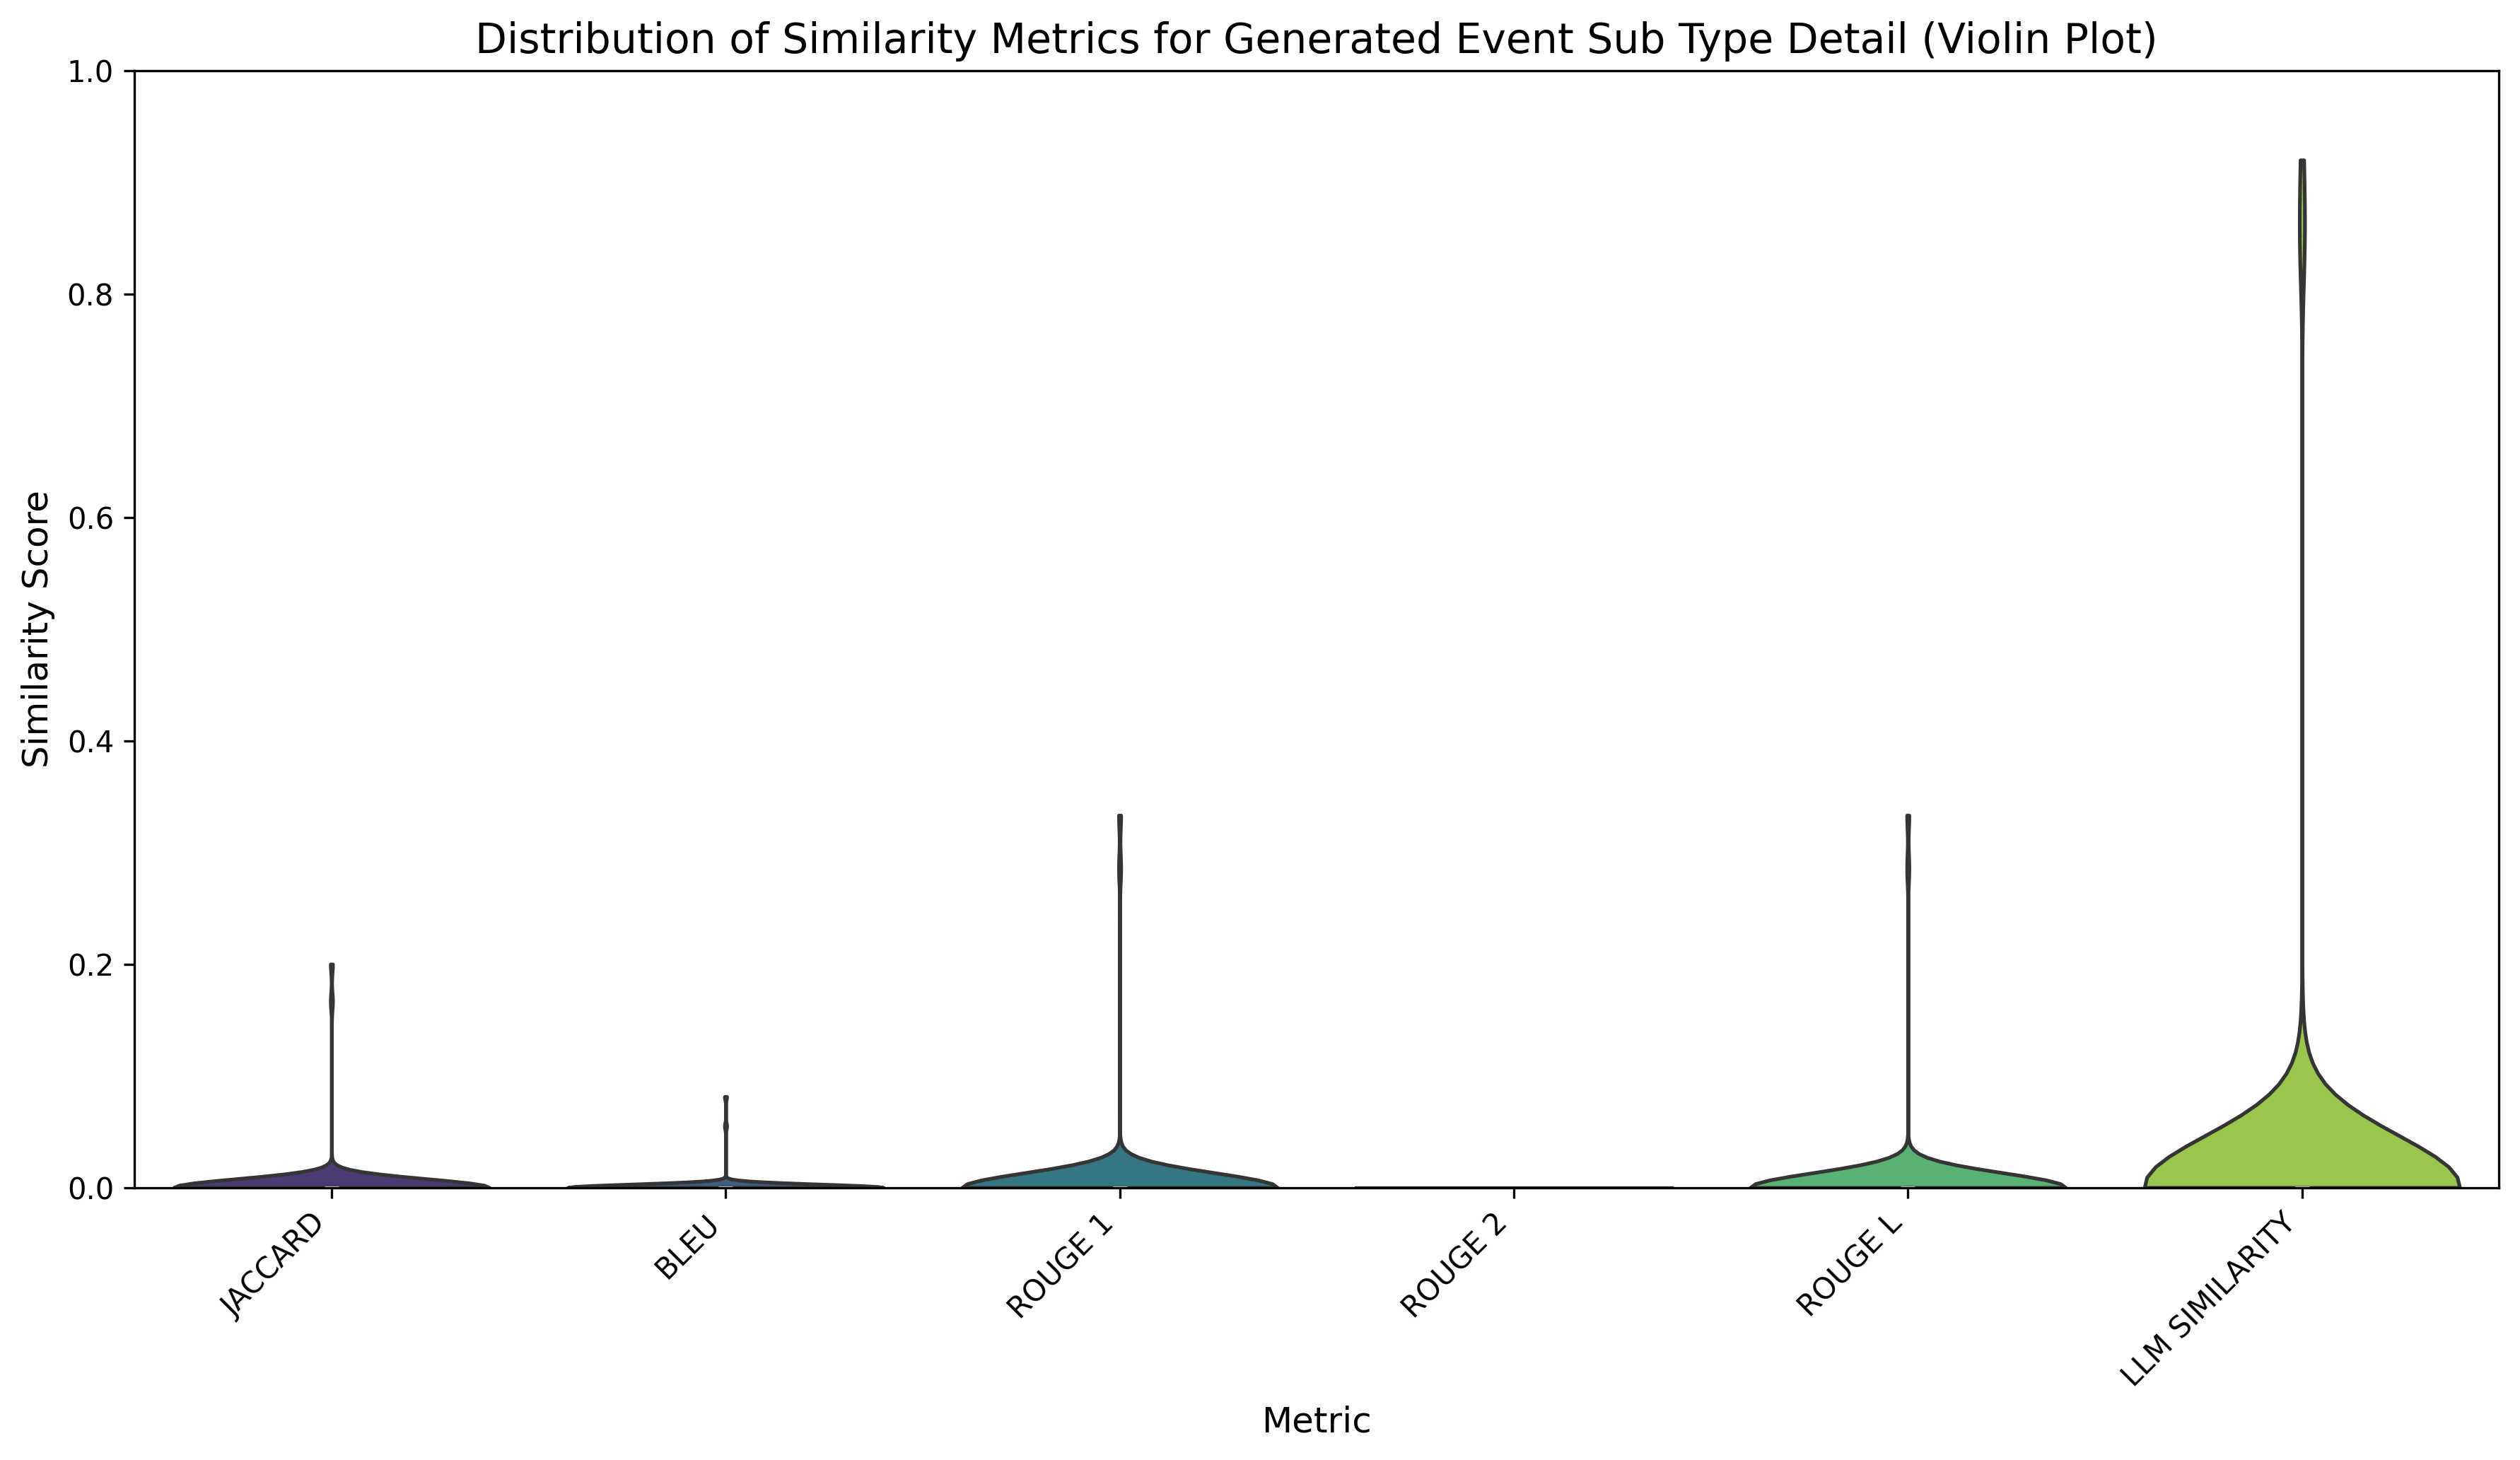 Distribution of Similarity Metrics for Generated Event Sub Type Detail (Violin Plot)
1.0
0.8
0.6
0.4
0.2
0.0
Similarity Score
JACCARD
BLEU
ROUGE 1
ROUGE 2
ROUGE L
LLM SIMILARITY
Metric